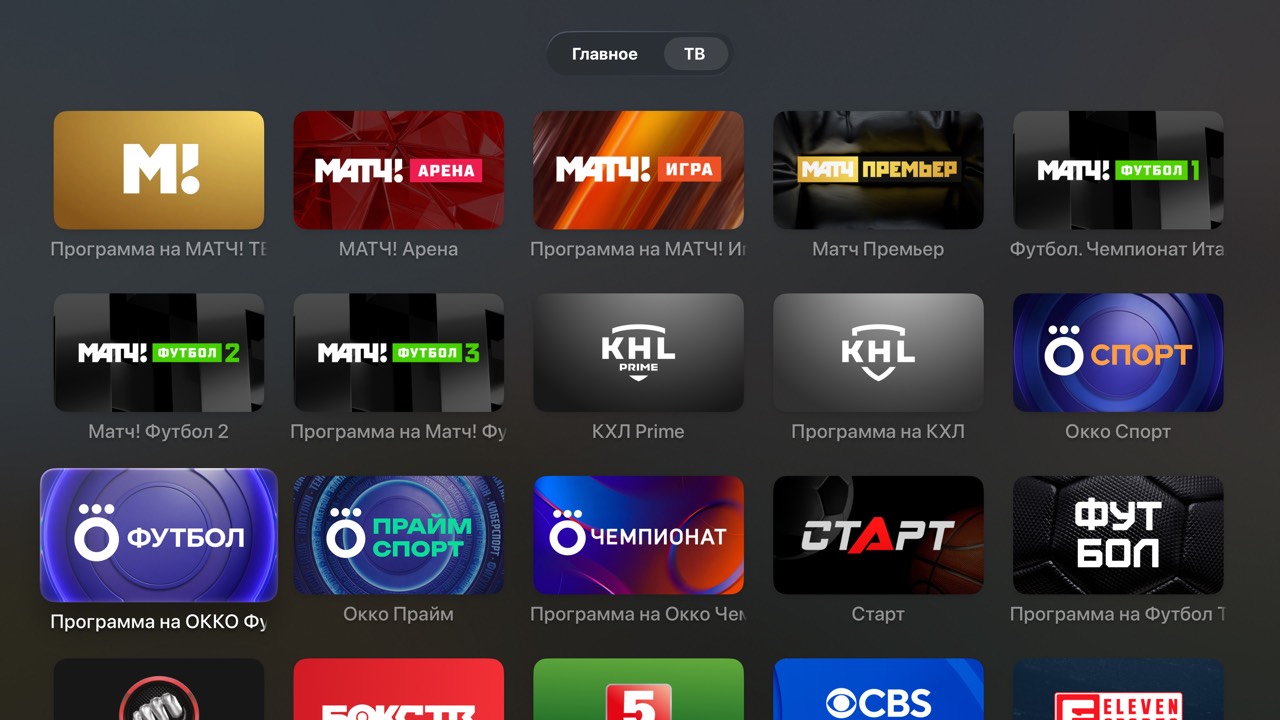 Главное ТВ
М!
МАТЧ! АРЕНА
МАТЧ! ИГРА
МАТЧ ПРЕМЬЕР
МАТЧ! ФУТБОЛ 1
Программа на МАТЧ! ТВ
МАТЧ! Арена
Программа на МАТЧ! Иг
Матч Премьер
Футбол. Чемпионат Ита
МАТЧ! ФУТБОЛ 2
МАТЧ! ФУТБОЛ 3
KHL PRIME
KHL
СПОРТ
Матч! Футбол 2
Программа на Матч! Фу
КХЛ Prime
Программа на КХЛ
Окко Спорт
ФУТБОЛ
ПРАЙМ
СПОРТ
ЧЕМПИОНАТ
СТАРТ
ФУТ
БОЛ
Программа на ОККО Фу
Окко Прайм
Программа на Окко Чем
Старт
Программа на Футбол Т
БОКСТВ
5
CBS
ELEVEN